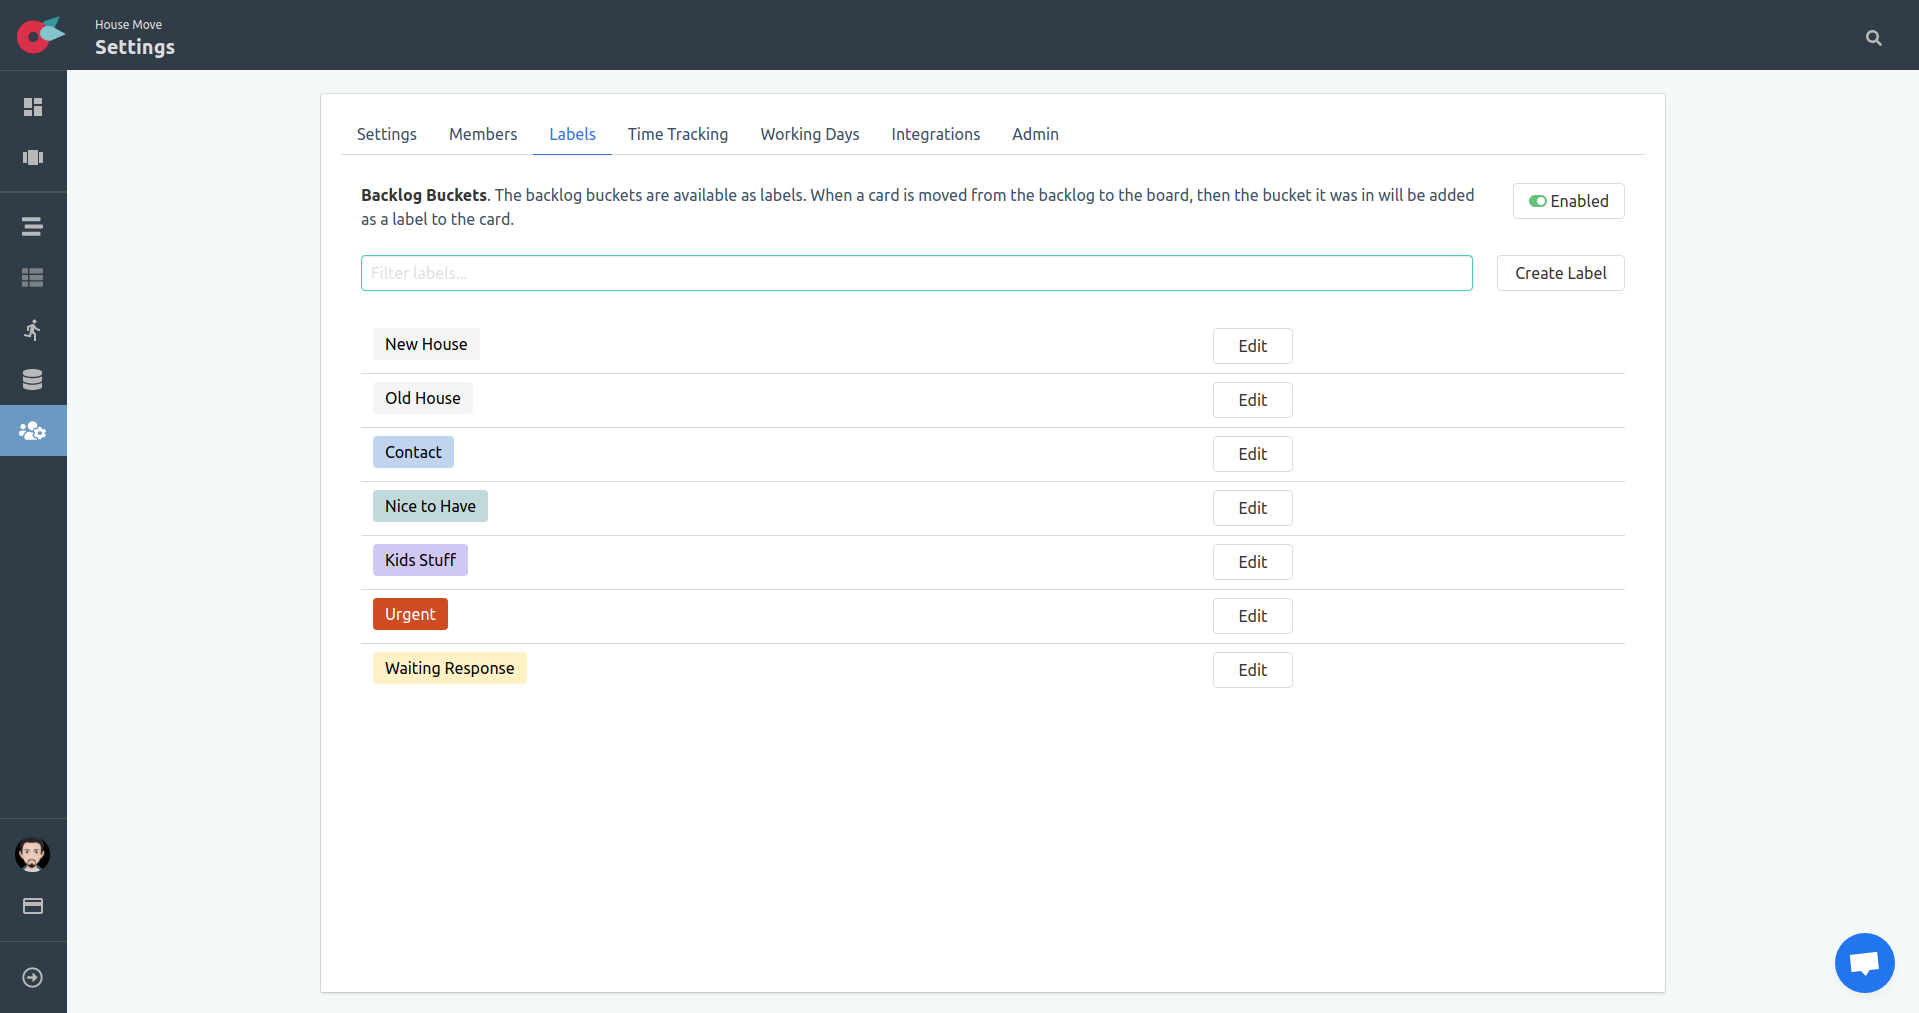 House Move
Settings
Settings Members Labels Time Tracking Working Days Integrations Admin
Backlog Buckets. The backlog buckets are available as labels. When a card is moved from the backlog to the board, then the bucket it was in will be added
as a label to the card.
Enabled
Filter labels...
Create Label
New House Edit
Old House Edit
Contact Edit
Nice to Have Edit
Kids Stuff Edit
Urgent Edit
Waiting Response Edit